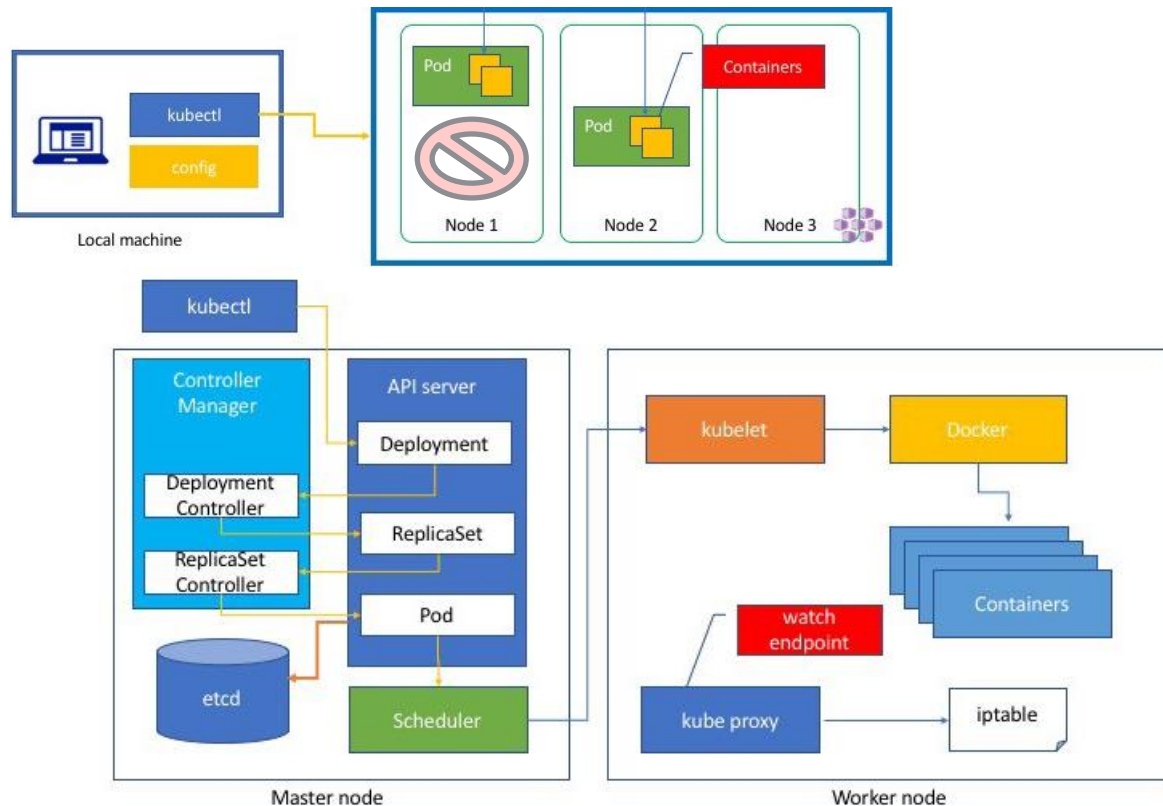 kubectl
config
Local machine
Pod
Containers
Pod
Node 1
Node 2
Node 3
kubectl
Controller
Manager
API server
Deployment
Deployment
Controller
ReplicaSet
ReplicaSet
Controller
Pod
etcd
Scheduler
Master node
kubelet
Docker
Containers
watch
endpoint
kube proxy
iptable
Worker node